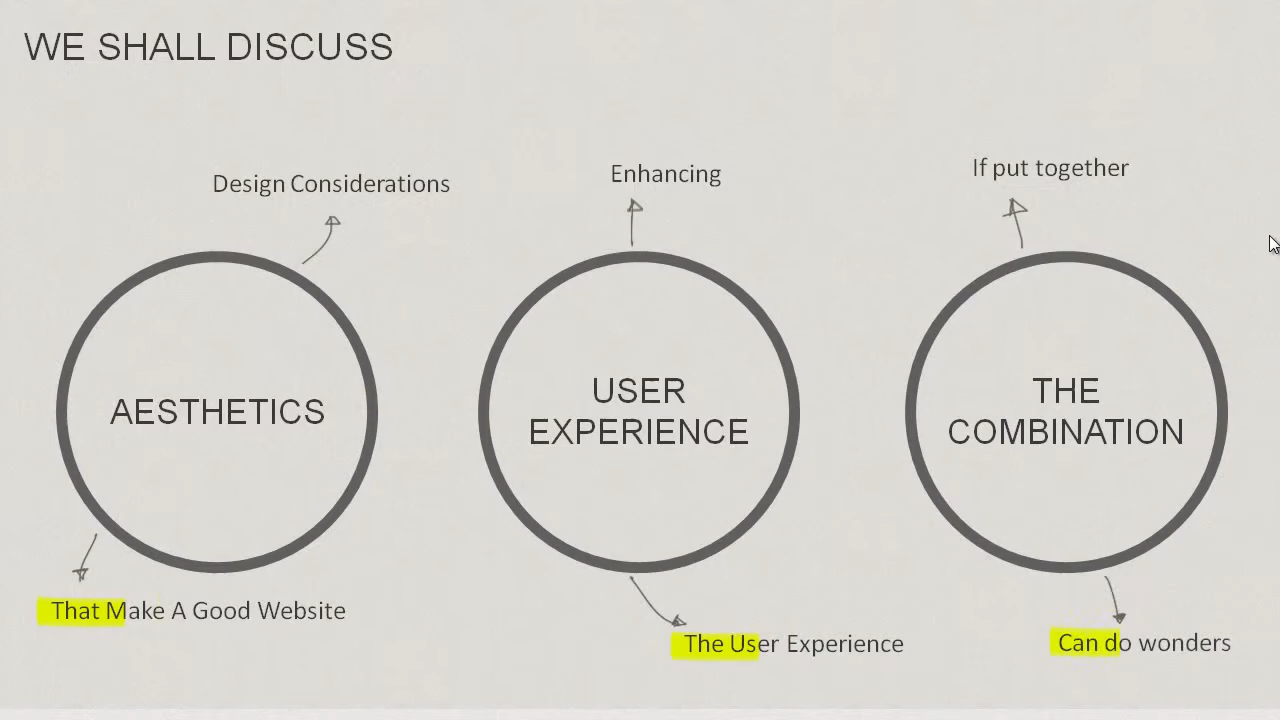 WE SHALL DISCUSS
Design Considerations
AESTHETICS
That Make A Good Website
Enhancing
USER
EXPERIENCE
The User Experience
If put together
THE
COMBINATION
Can do wonders